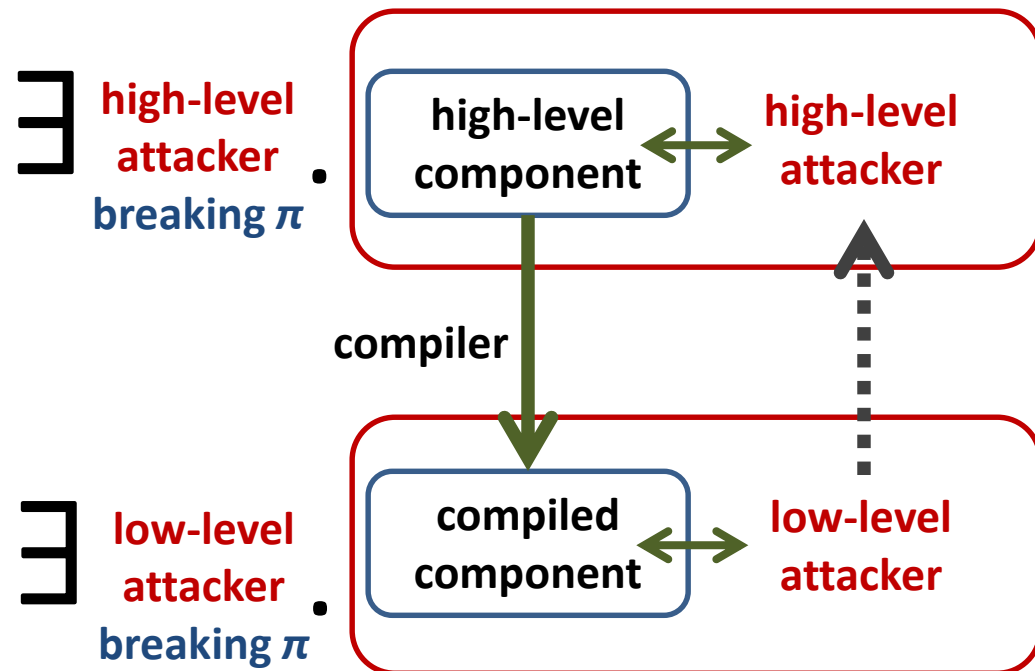 ∃ high-level
attacker
breaking π
.
high-level
component
high-level
attacker
compiler
∃ low-level
attacker
breaking π
.
compiled
component
low-level
attacker